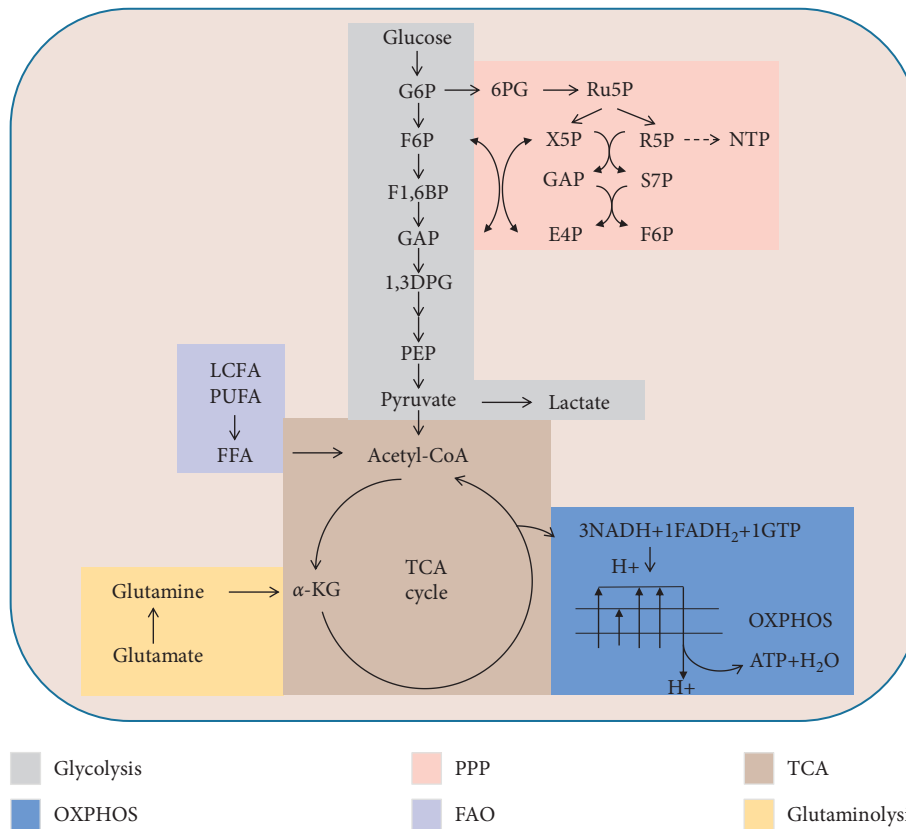 Glucose
G6P
6PG
Ru5P
F6P
X5P
R5P
NTP
F1,6BP
GAP
S7P
GAP
E4P
F6P
1,3DPG
PEP
LCFA
PUFA
FFA
Pyruvate
Lactate
Acetyl-CoA
TCA
cycle
α-KG
Glutamine
Glutamate
3NADH+1FADH₂+1GTP
H+
OXPHOS
ATP+H₂O
H+
Glycolysis
PPP
TCA
OXPHOS
FAO
Glutaminolysi